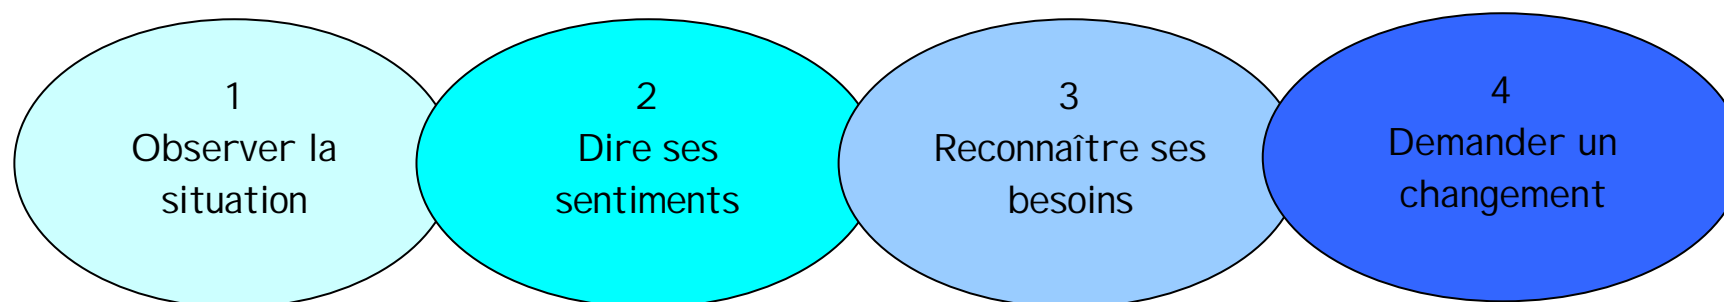 1
Observer la
situation
2
Dire ses
sentiments
3
Reconnaître ses
besoins
4
Demander un
changement